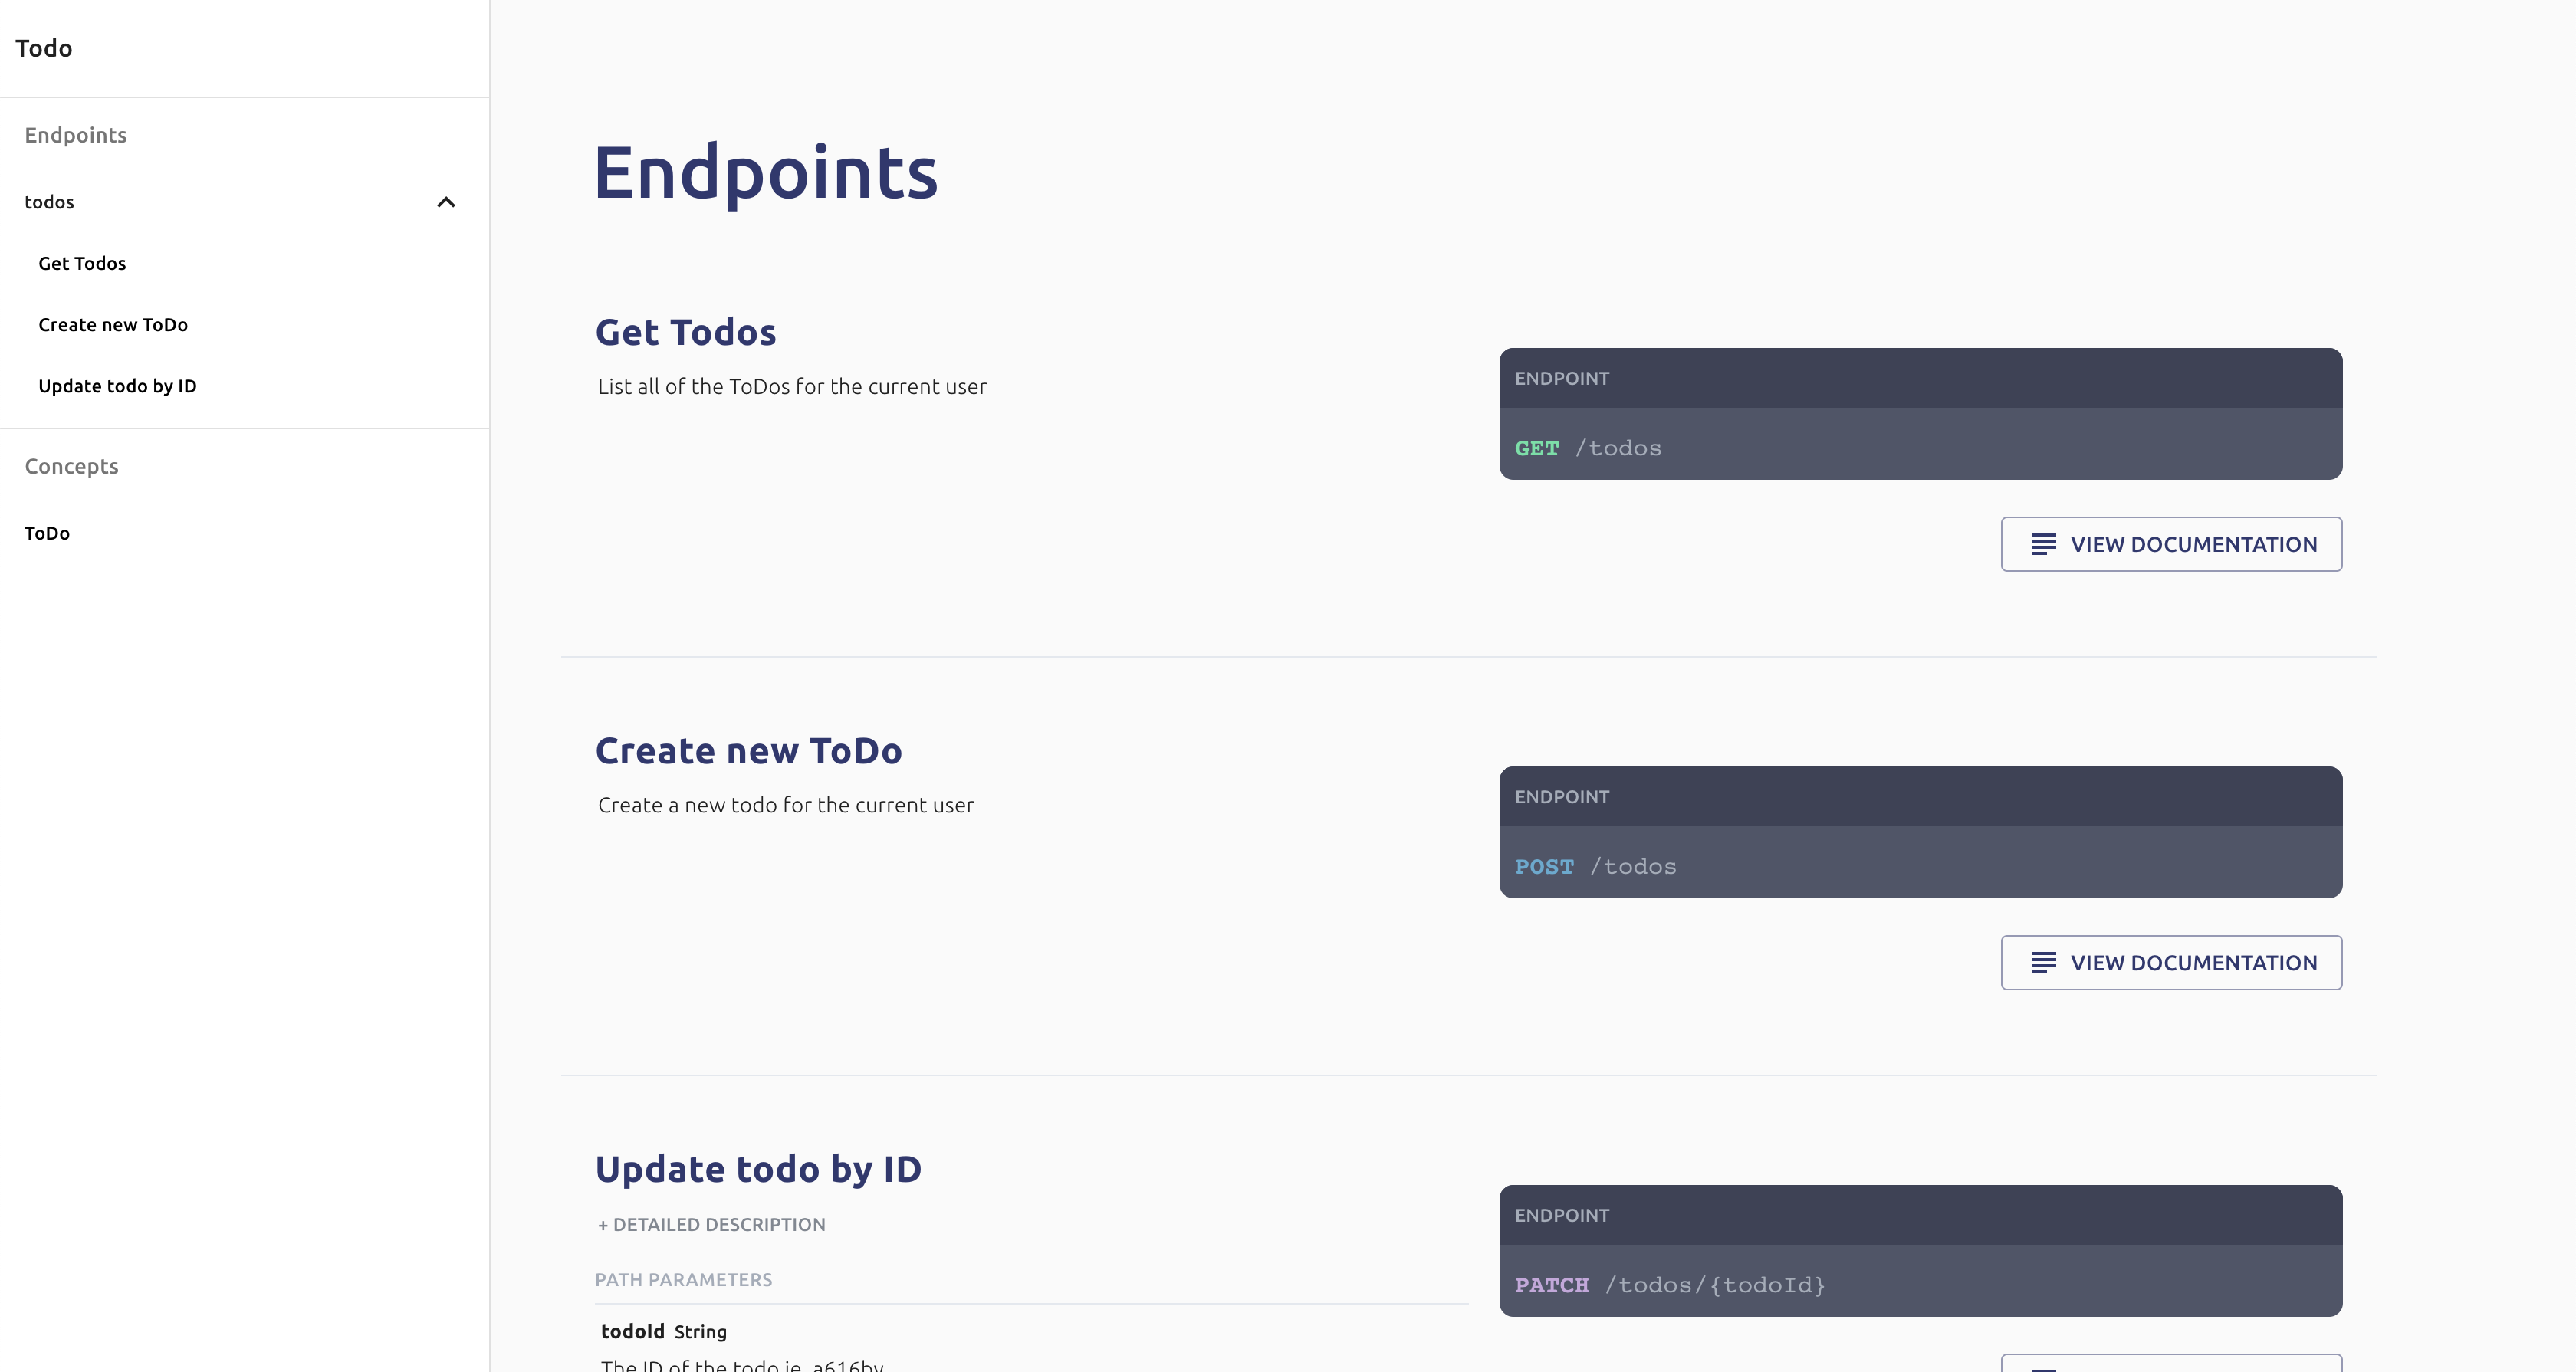 Todo
Endpoints
todos
Get Todos
Create new ToDo
Update todo by ID
Concepts
ToDo
Endpoints
Get Todos
List all of the ToDos for the current user
ENDPOINT
GET /todos
VIEW DOCUMENTATION
Create new ToDo
Create a new todo for the current user
ENDPOINT
POST /todos
VIEW DOCUMENTATION
Update todo by ID
+ DETAILED DESCRIPTION
PATH PARAMETERS
todoId String
The ID of the todo ie. a616by
ENDPOINT
PATCH /todos/{todoId}